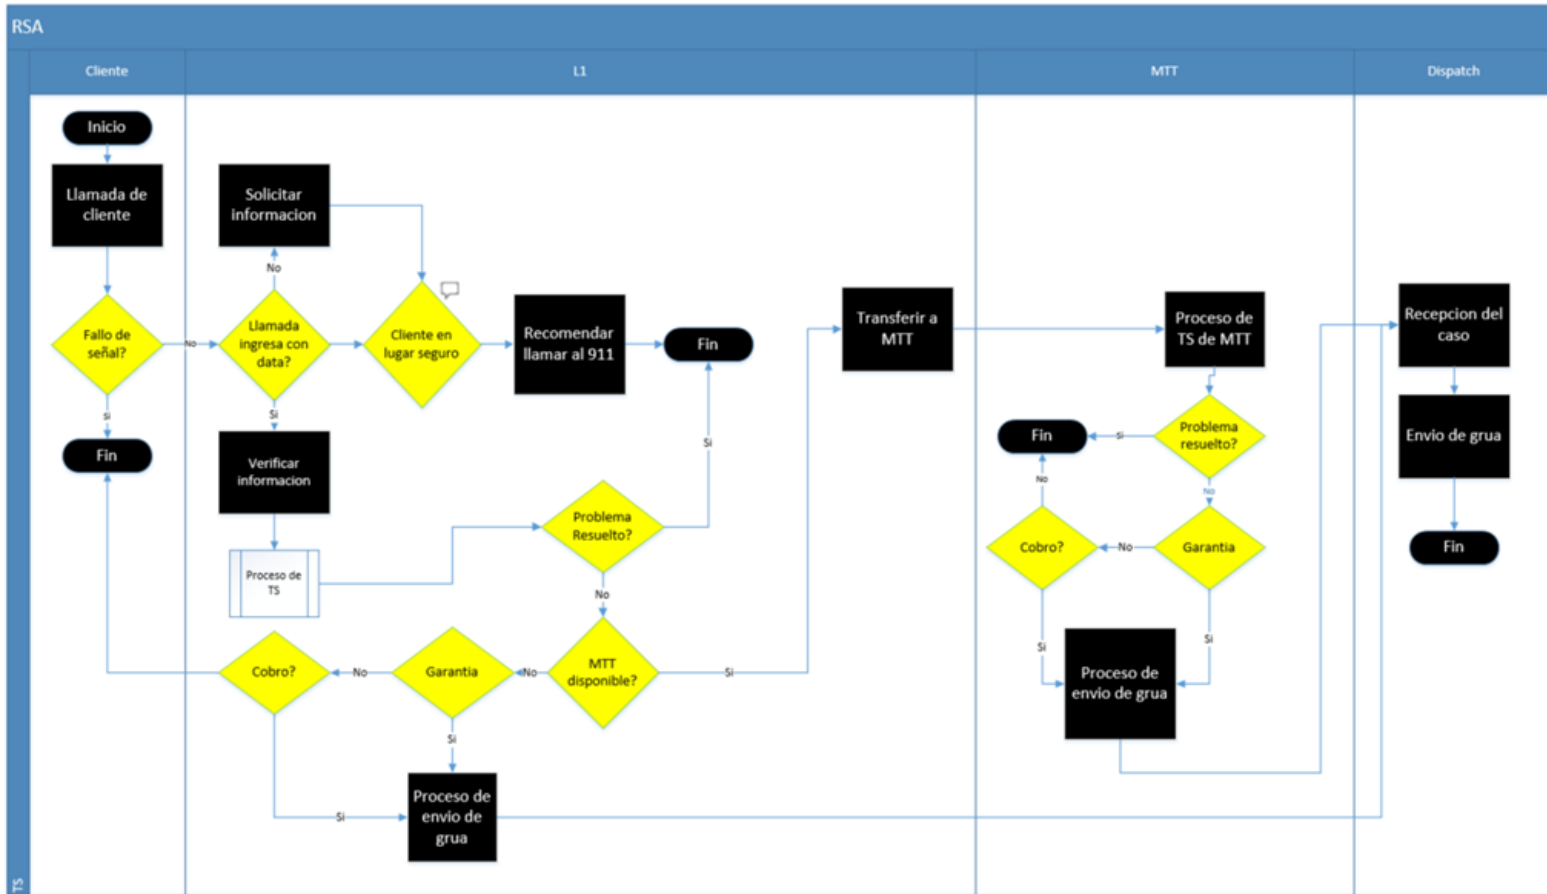 RSA
Cliente
L1
MTT
Dispatch
Inicio
Llamada de
cliente
Fallo de
señal?
No
si
Fin
Solicitar
informacion
No
Llamada
ingresa con
data?
Si
Verificar
informacion
Proceso de
TS
Cliente en
lugar seguro
Recomendar
llamar al 911
Fin
Si
Problema
Resuelto?
No
MTT
disponible?
No
Si
Garantia
No
Si
Cobro?
Si
Proceso de
envio de
grua
Transferir a
MTT
Proceso de
TS de MTT
Problema
resuelto?
si
Fin
No
Garantia
No
Si
Cobro?
No
Si
Proceso de
envio de grua
Recepcion del
caso
Envio de grua
Fin
TS